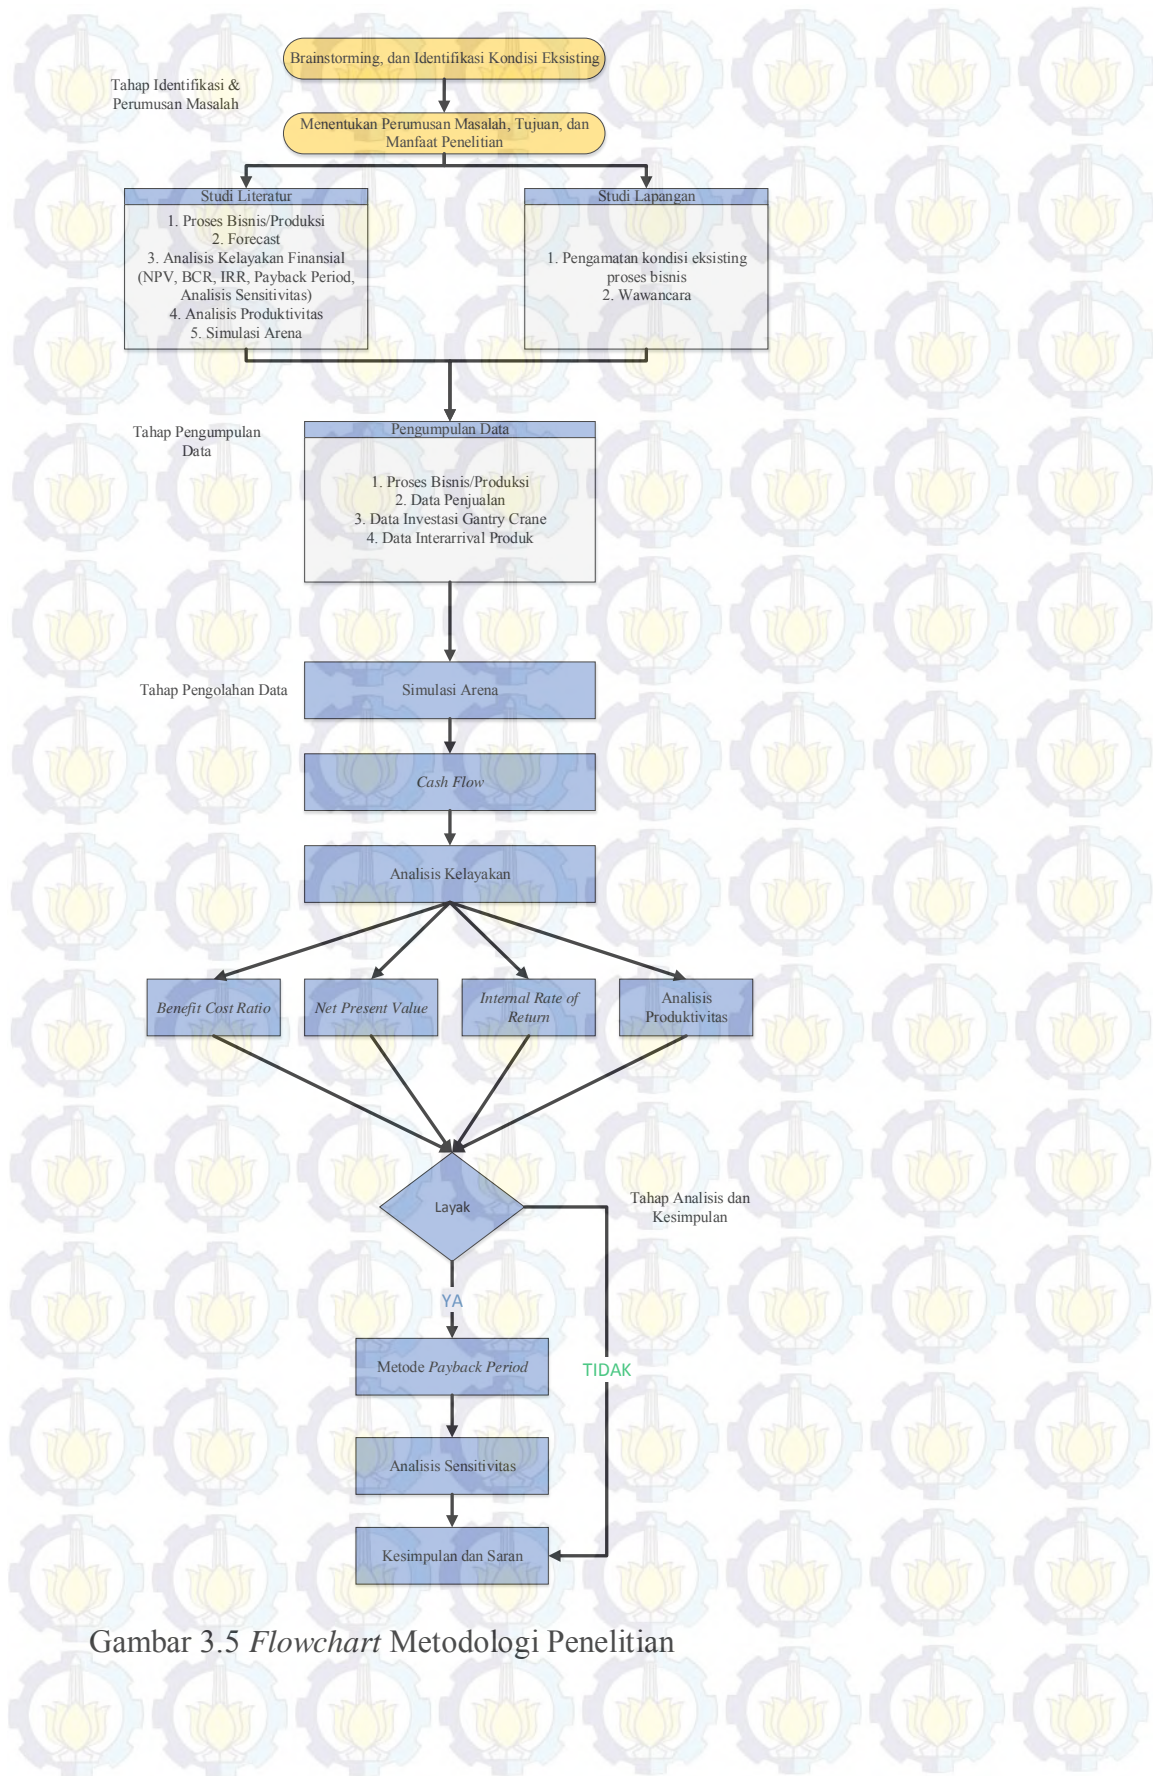 Brainstorming, dan Identifikasi Kondisi Eksisting
Tahap Identifikasi &
Perumusan Masalah
Menentukan Perumusan Masalah, Tujuan, dan
Manfaat Penelitian
Studi Literatur
1. Proses Bisnis/Produksi
2. Forecast
3. Analisis Kelayakan Finansial
(NPV, BCR, IRR, Payback Period,
Analisis Sensitivitas)
4. Analisis Produktivitas
5. Simulasi Arena
Studi Lapangan
1. Pengamatan kondisi eksisting
proses bisnis
2. Wawancara
Tahap Pengumpulan
Data
Pengumpulan Data
1. Proses Bisnis/Produksi
2. Data Penjualan
3. Data Investasi Gantry Crane
4. Data Interarrival Produk
Tahap Pengolahan Data
Simulasi Arena
Cash Flow
Analisis Kelayakan
Benefit Cost Ratio
Net Present Value
Internal Rate of
Return
Analisis
Produktivitas
Layak
Tahap Analisis dan
Kesimpulan
YA
Metode Payback Period
TIDAK
Analisis Sensitivitas
Kesimpulan dan Saran
Gambar 3.5 Flowchart Metodologi Penelitian